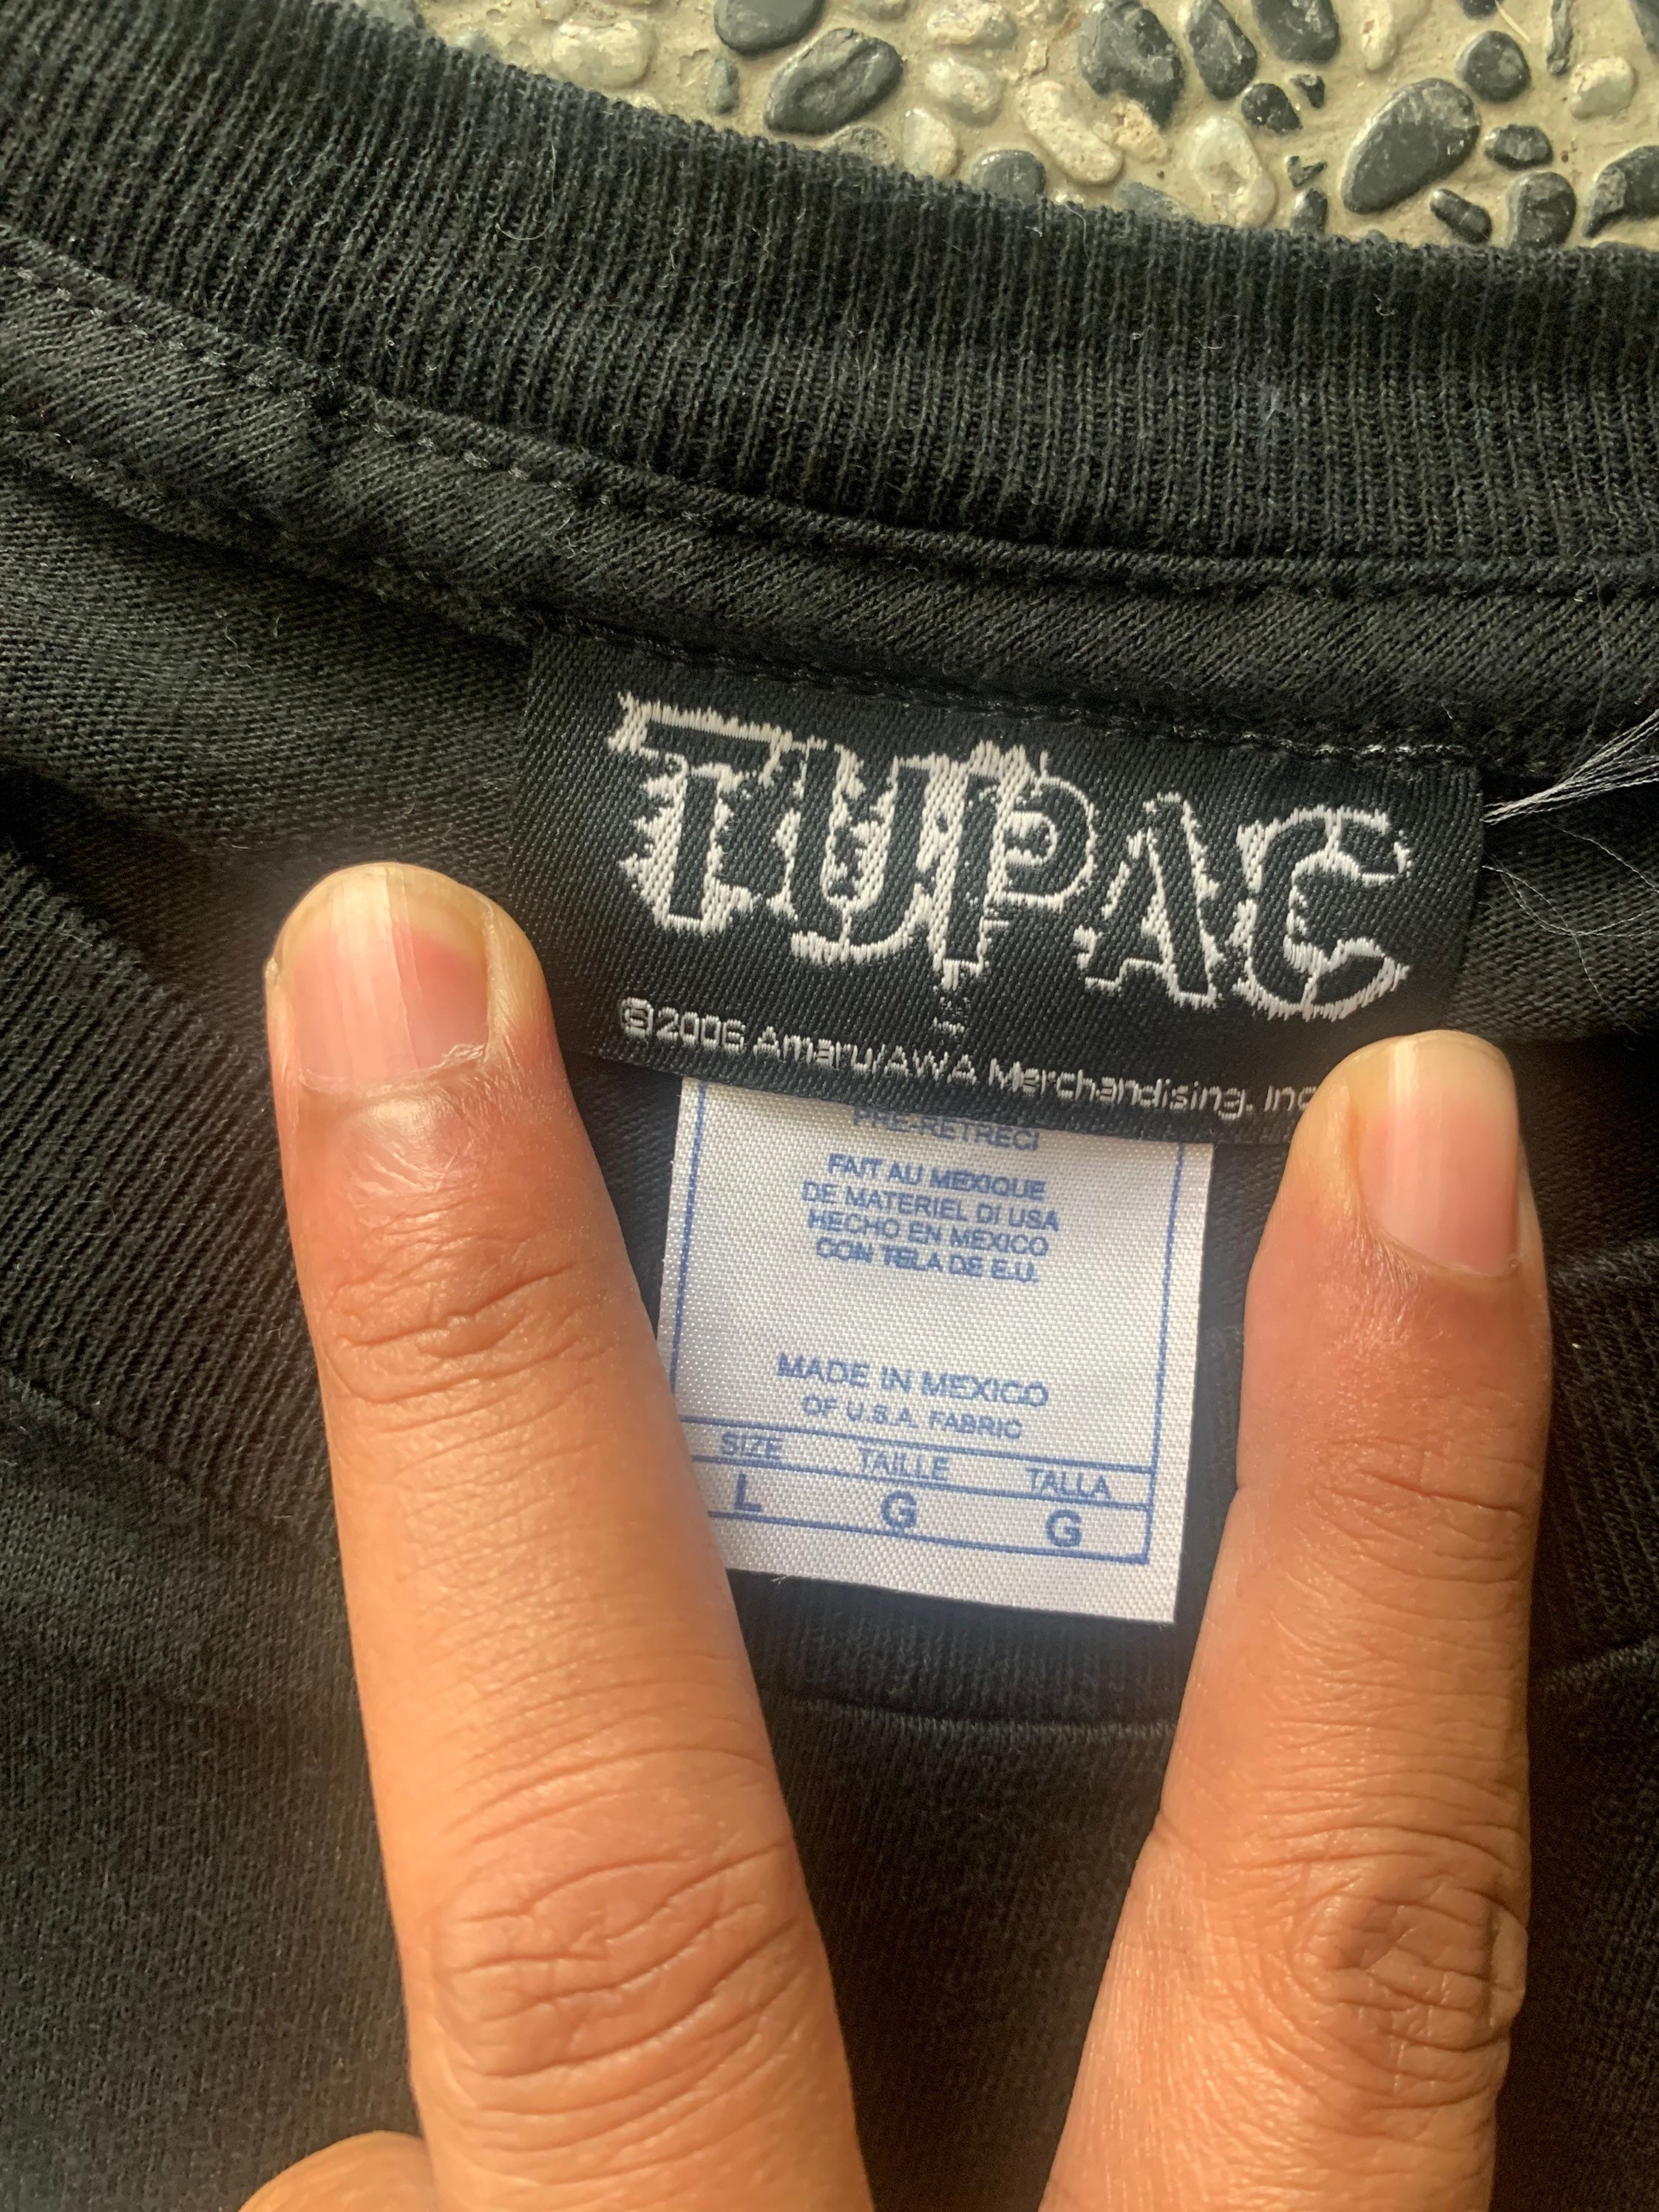 TUPAC
©2006 Amaru/AWA Merchandising, Inc
PRE-RETRECI
FAIT AU MEXIQUE
DE MATERIEL DI USA
HECHO EN MEXICO
CON TELA DE E.U.
MADE IN MEXICO
OF U.S.A. FABRIC
SIZE TAILLE TALLA
L G G